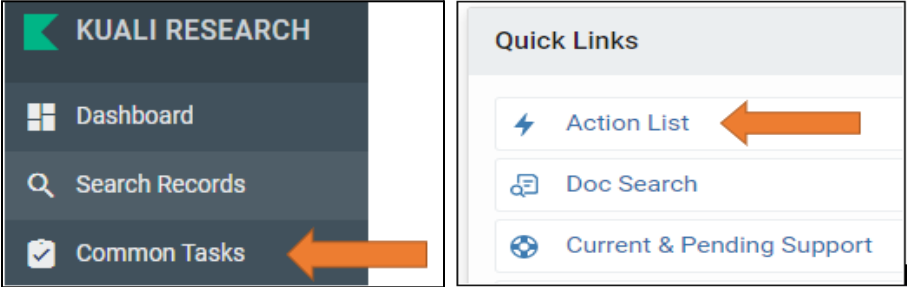 KUALI RESEARCH
Dashboard
Search Records
Common Tasks
Quick Links
Action List
Doc Search
Current & Pending Support